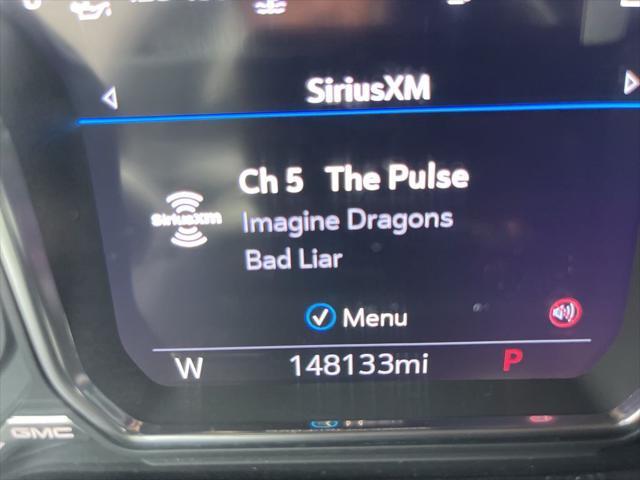 SiriusXM
Ch 5 The Pulse
SiriusXM
Imagine Dragons
Bad Liar
Menu
W 148133mi P
GMC